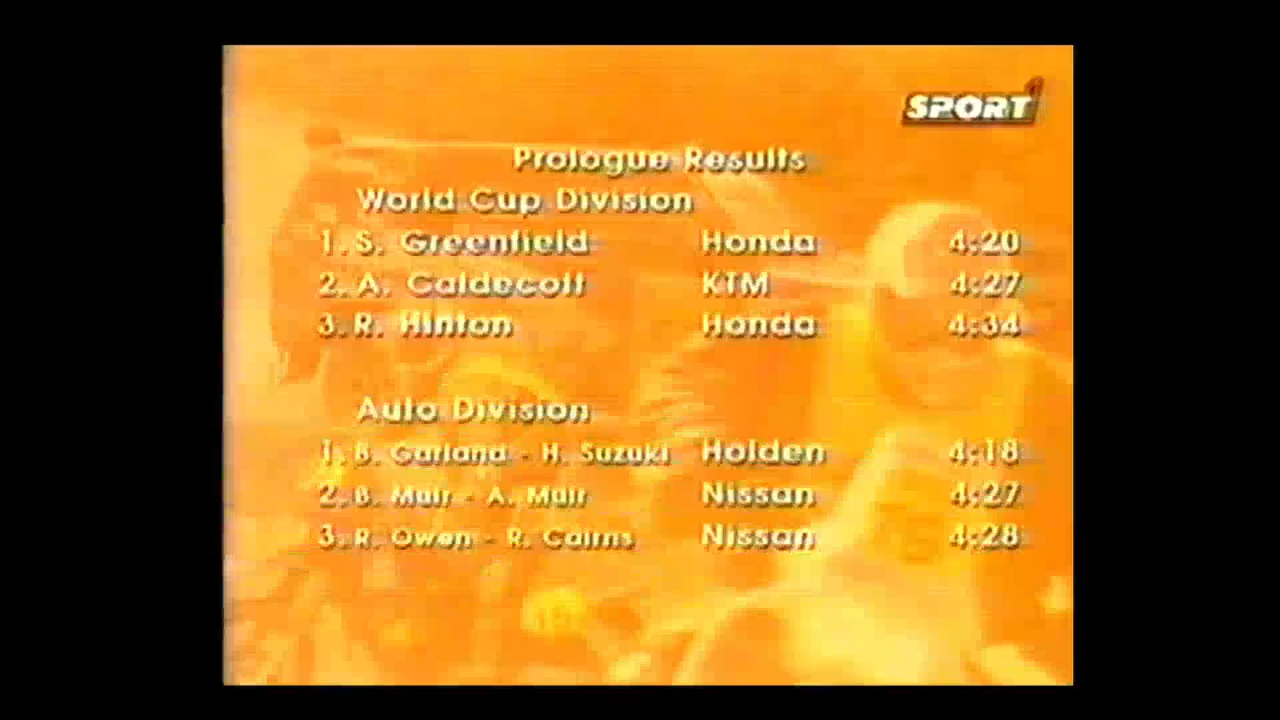 SPORT1
Prologue Results
World Cup Division
1. S. Greenfield Honda 4:20
2. A. Caldecott KTM 4:27
3. R. Hinton Honda 4:34
Auto Division
1. B. Garland - H. Suzuki Holden 4:18
2. B. Muir - A. Muir Nissan 4:27
3. R. Owen - R. Cairns Nissan 4:28